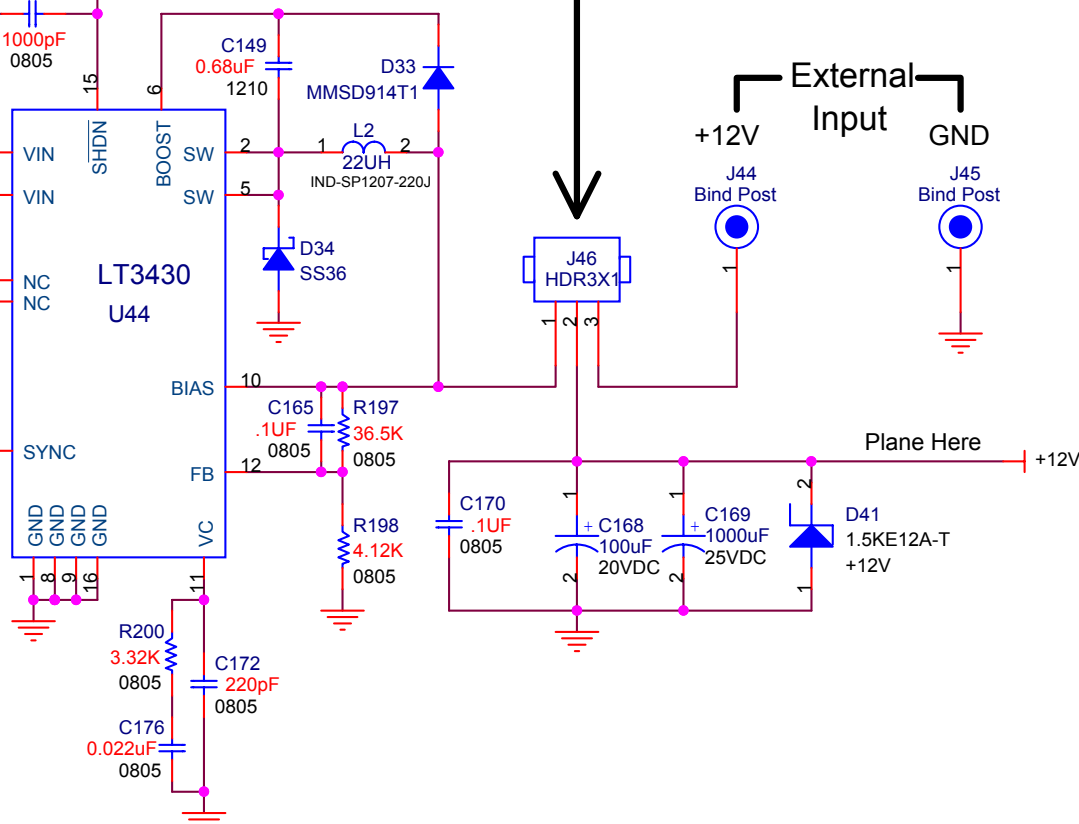 1000pF
0805
15
6
C149
0.68uF
1210
D33
MMSD914T1
External
Input
+12V
GND
J44
Bind Post
1
J45
Bind Post
1
VIN
VIN
SHDN
BOOST
SW
2
SW
5
1
L2
2
22UH
IND-SP1207-220J
D34
SS36
NC
NC
LT3430
U44
J46
HDR3X1
1
2
3
BIAS
10
C165
.1UF
0805
R197
36.5K
0805
SYNC
FB
12
Plane Here
+12V
GND
GND
GND
GND
VC
1
8
9
16
11
R198
4.12K
0805
C170
.1UF
0805
1
+
C168
100uF
20VDC
2
1
+
C169
1000uF
25VDC
2
2
D41
1.5KE12A-T
+12V
1
R200
3.32K
0805
C172
220pF
0805
C176
0.022uF
0805